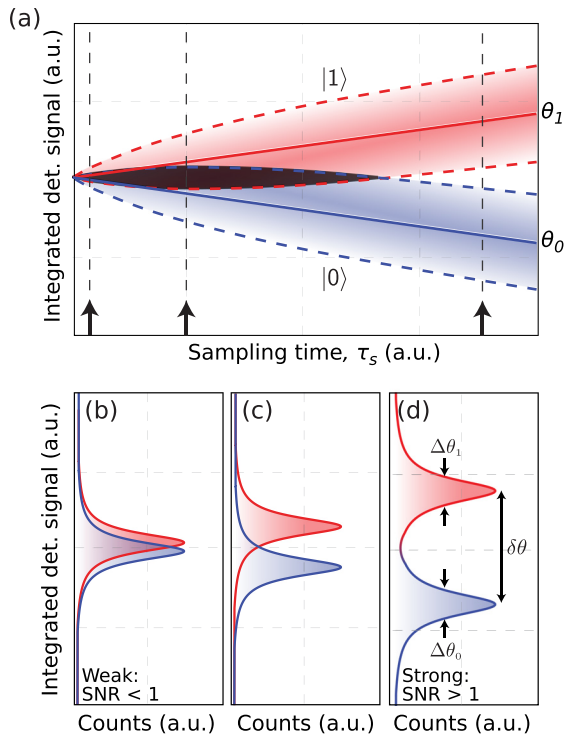 (a)
Integrated det. signal (a.u.)
|1⟩
θ1
θ0
|0⟩
Sampling time, τs (a.u.)
Integrated det. signal (a.u.)
(b)
Weak:
SNR < 1
Counts (a.u.)
(c)
Counts (a.u.)
(d)
Δθ1
δθ
Δθ0
Strong:
SNR > 1
Counts (a.u.)